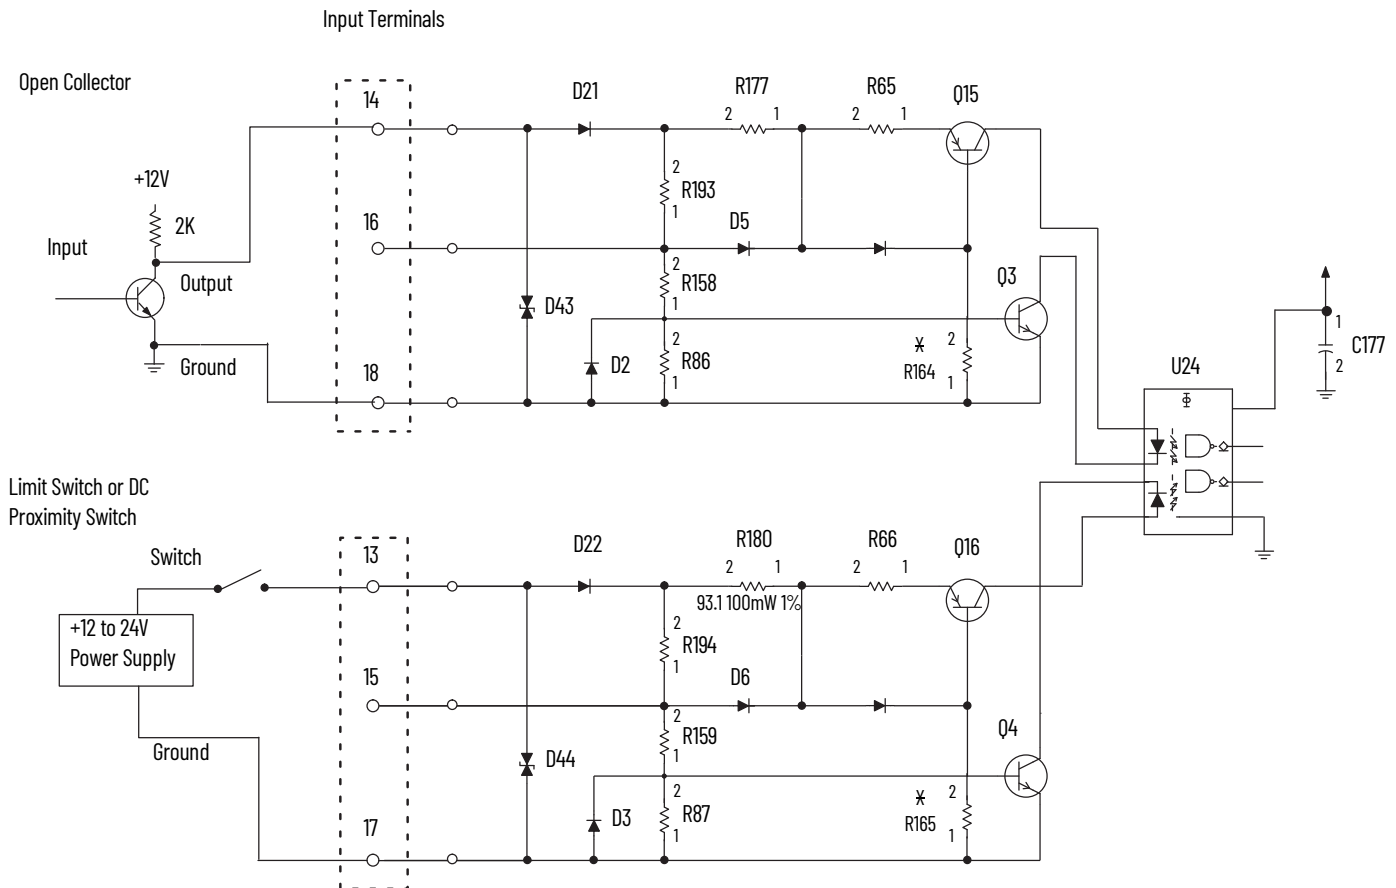 Input Terminals
Open Collector
14
D21
R177
2
1
R65
2
1
Q15
+12V
2K
Input
Output
Ground
2
R193
1
16
D5
2
R158
1
D43
Q3
D2
2
R86
1
*
R164
2
1
18
U24
Φ
1
C177
2
Limit Switch or DC
Proximity Switch
Switch
+12 to 24V
Power Supply
Ground
13
D22
R180
2
1
93.1 100mW 1%
R66
2
1
Q16
2
R194
1
15
D6
2
R159
1
D44
Q4
D3
2
R87
1
*
R165
2
1
17